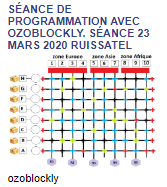 SÉANCE DE
PROGRAMMATION AVEC
OZOBLOCKLY. SÉANCE 23
MARS 2020 RUISSATEL
zone Europe zone Asie zone Afrique
1 2 3 4 5 6 7 8 9 10
H
G
F
E
D
C
B
A
ozoblockly